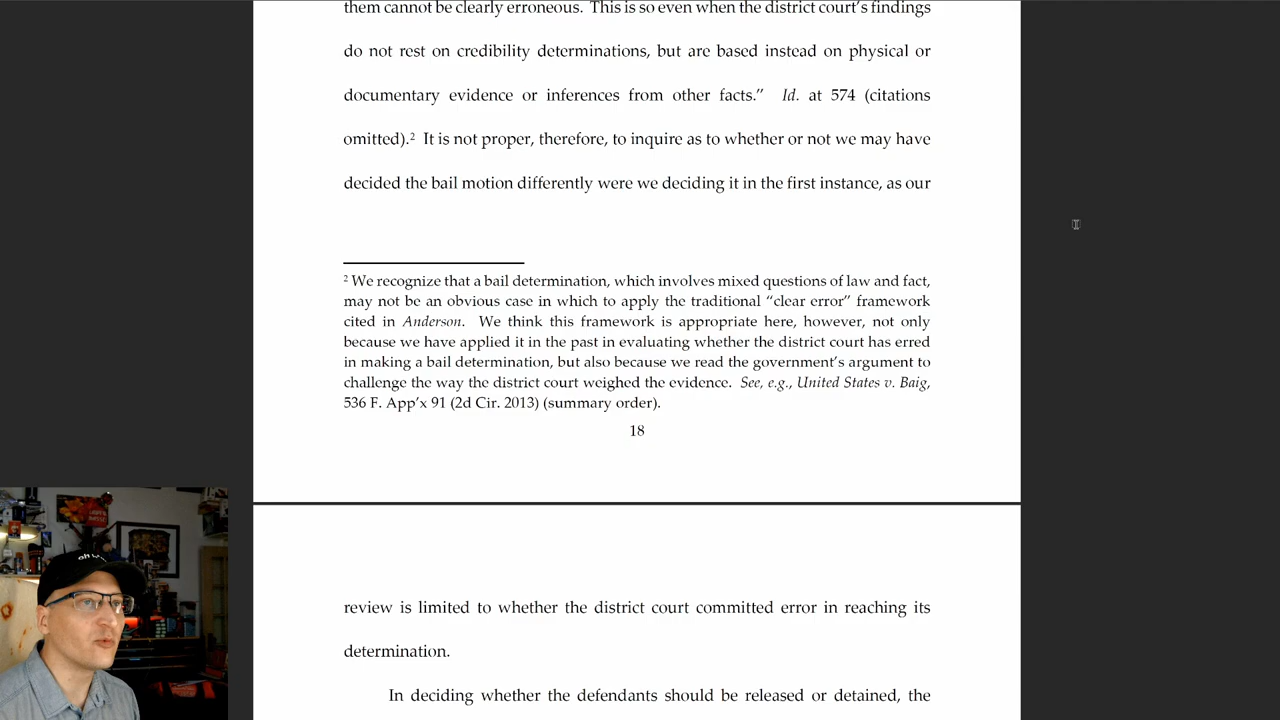 them cannot be clearly erroneous. This is so even when the district court’s findings
do not rest on credibility determinations, but are based instead on physical or
documentary evidence or inferences from other facts.” Id. at 574 (citations
omitted).² It is not proper, therefore, to inquire as to whether or not we may have
decided the bail motion differently were we deciding it in the first instance, as our
² We recognize that a bail determination, which involves mixed questions of law and fact,
may not be an obvious case in which to apply the traditional “clear error” framework
cited in Anderson. We think this framework is appropriate here, however, not only
because we have applied it in the past in evaluating whether the district court has erred
in making a bail determination, but also because we read the government’s argument to
challenge the way the district court weighed the evidence. See, e.g., United States v. Baig,
536 F. App’x 91 (2d Cir. 2013) (summary order).
18
review is limited to whether the district court committed error in reaching its
determination.
In deciding whether the defendants should be released or detained, the